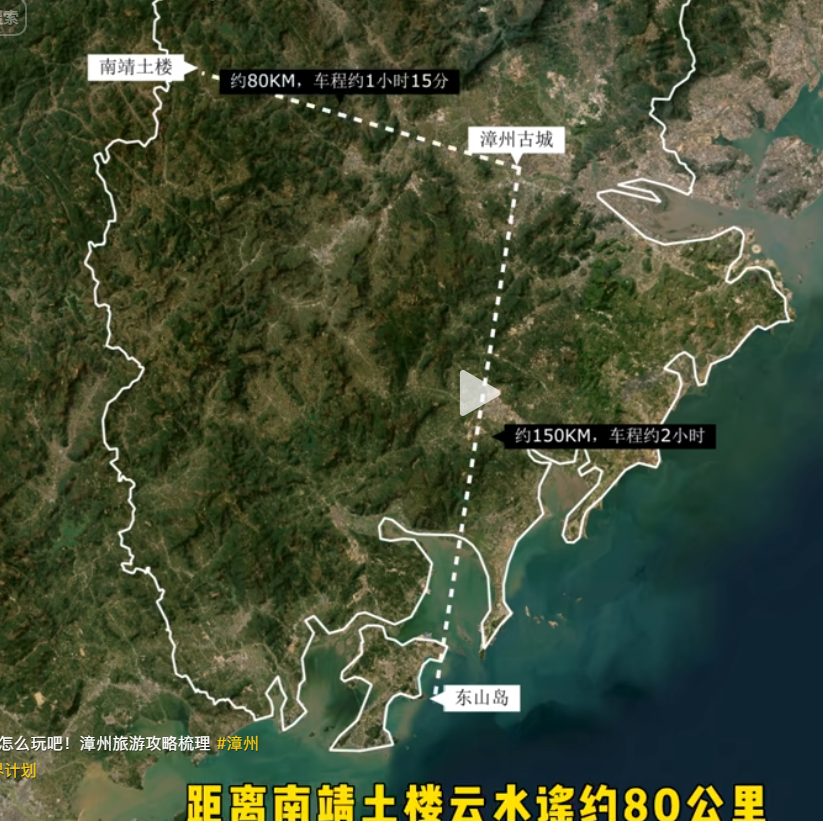 索
南靖土楼
约80KM，车程约1小时15分
漳州古城
约150KM，车程约2小时
东山岛
怎么玩吧！漳州旅游攻略梳理 #漳州
计划
距离南靖土楼云水谣约80公里